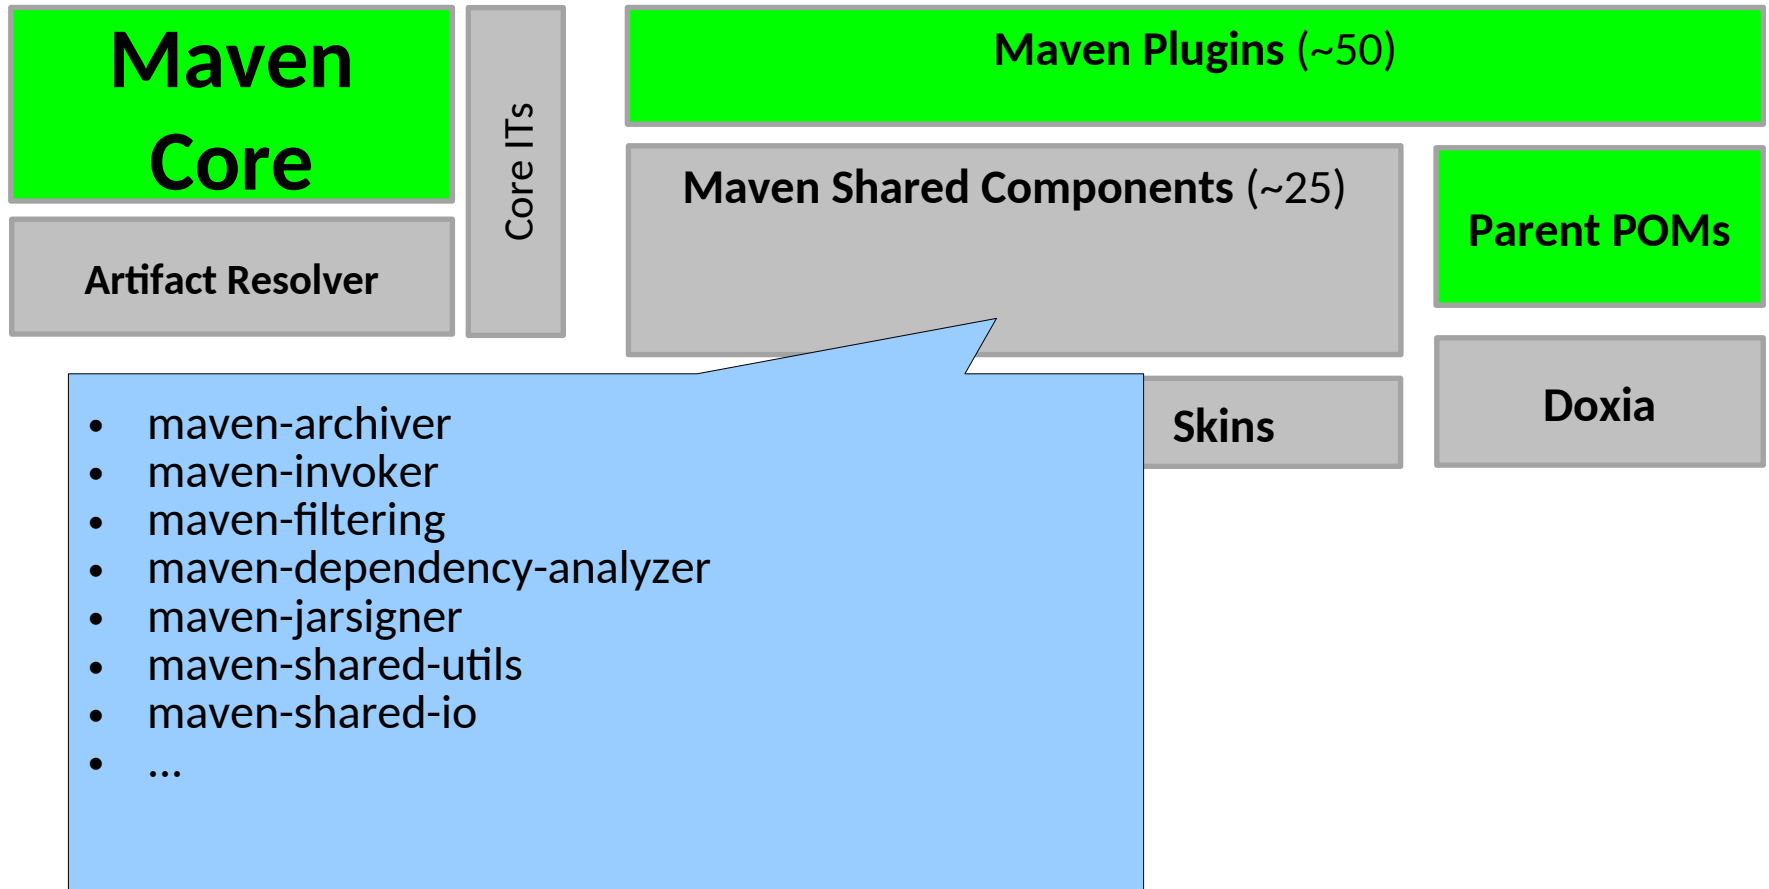 Maven
Core
Core ITs
Artifact Resolver
Maven Plugins (~50)
Maven Shared Components (~25)
Parent POMs
Skins
Doxia
• maven-archiver
• maven-invoker
• maven-filtering
• maven-dependency-analyzer
• maven-jarsigner
• maven-shared-utils
• maven-shared-io
• ...